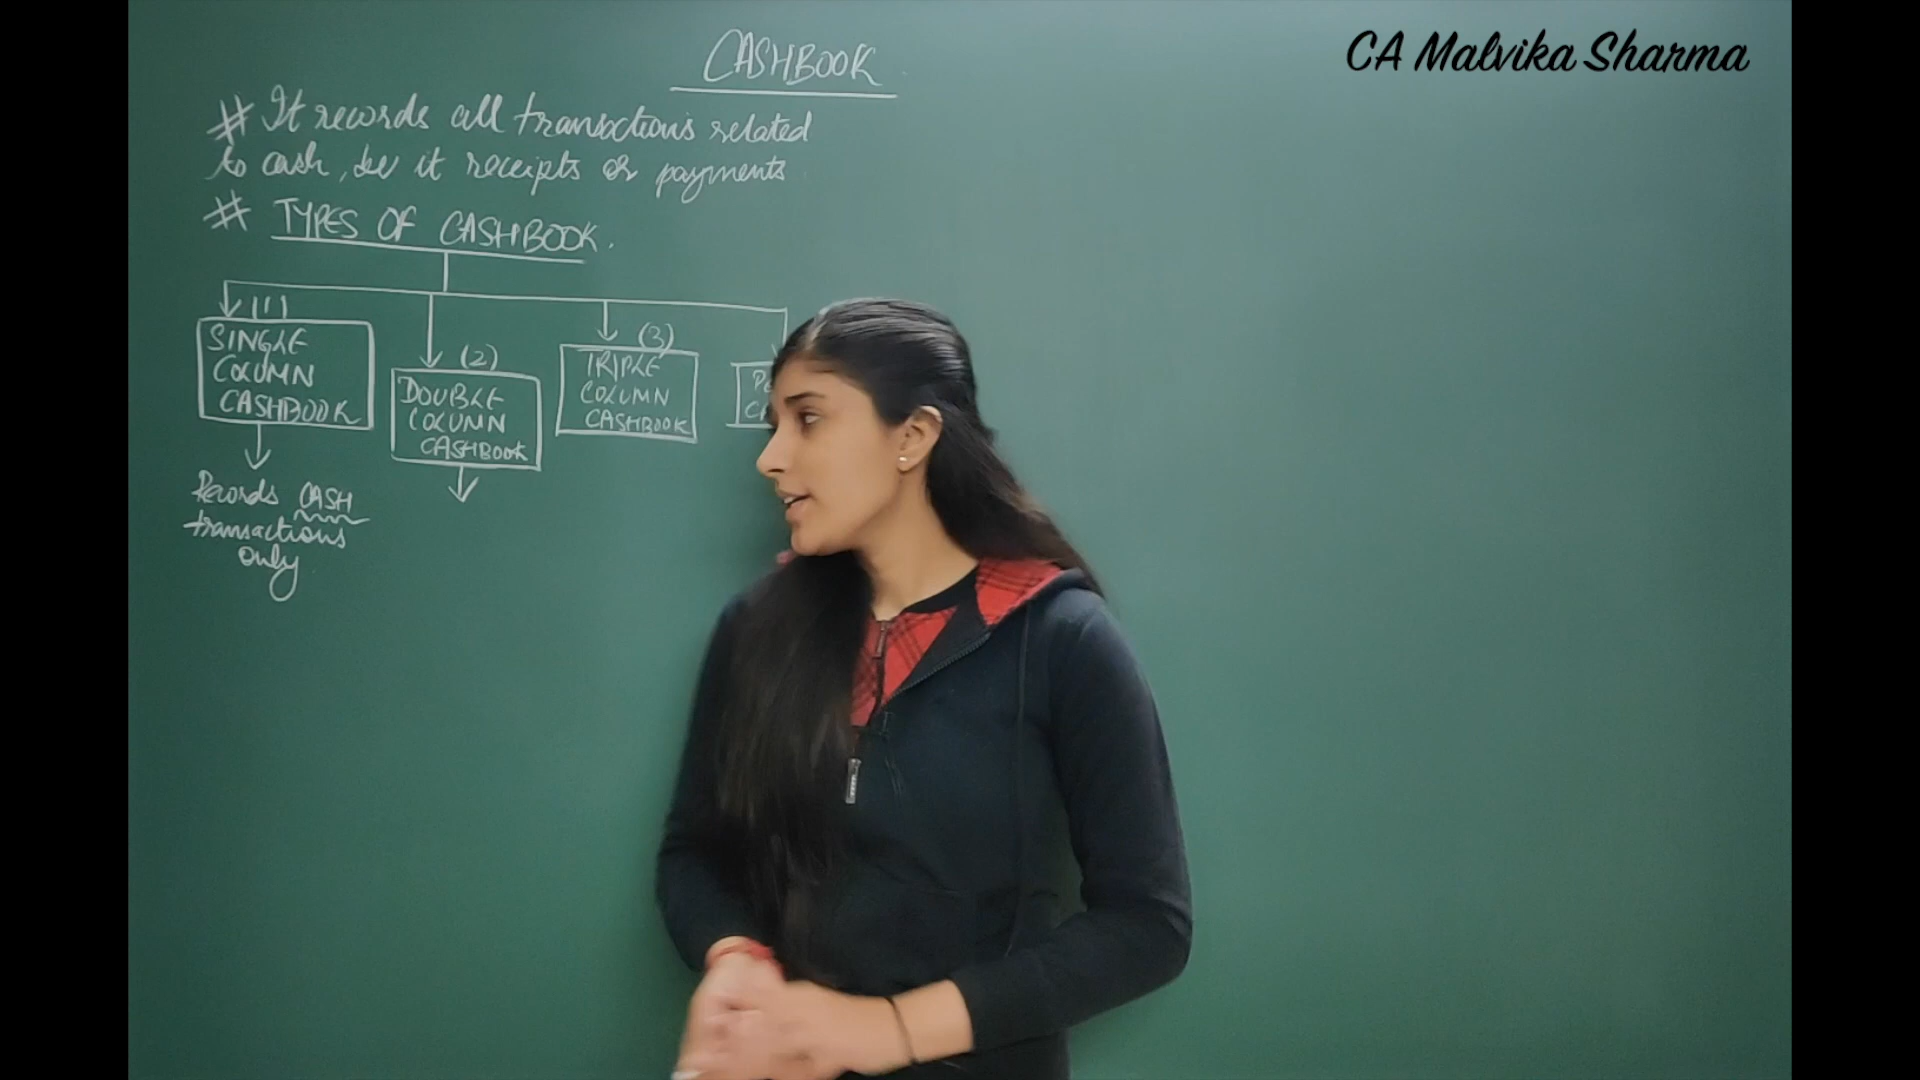 CASHBOOK
CA Malvika Sharma
# It records all transactions related
to cash, be it receipts or payments
# TYPES OF CASHBOOK.
(1)
SINGLE
COLUMN
CASHBOOK
Records CASH
transactions
only
(2)
DOUBLE
COLUMN
CASHBOOK
(3)
TRIPLE
COLUMN
CASHBOOK